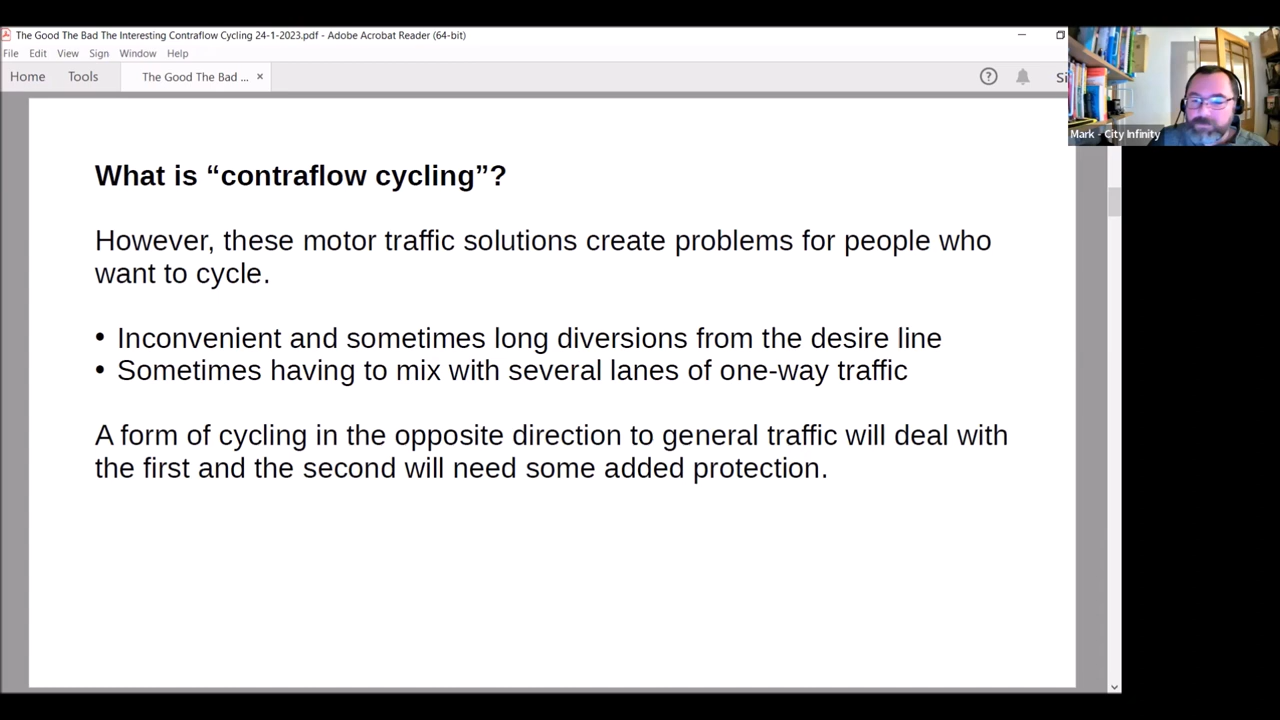 The Good The Bad The Interesting Contraflow Cycling 24-1-2023.pdf - Adobe Acrobat Reader (64-bit)
File Edit View Sign Window Help
Home Tools The Good The Bad ... × ? Si
Mark - City Infinity
What is “contraflow cycling”?
However, these motor traffic solutions create problems for people who
want to cycle.
• Inconvenient and sometimes long diversions from the desire line
• Sometimes having to mix with several lanes of one-way traffic
A form of cycling in the opposite direction to general traffic will deal with
the first and the second will need some added protection.